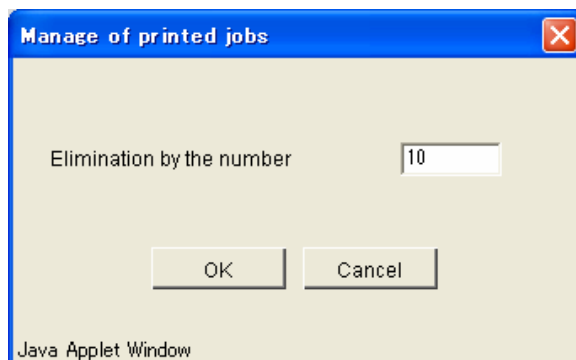 Manage of printed jobs
Elimination by the number 10
OK Cancel
Java Applet Window